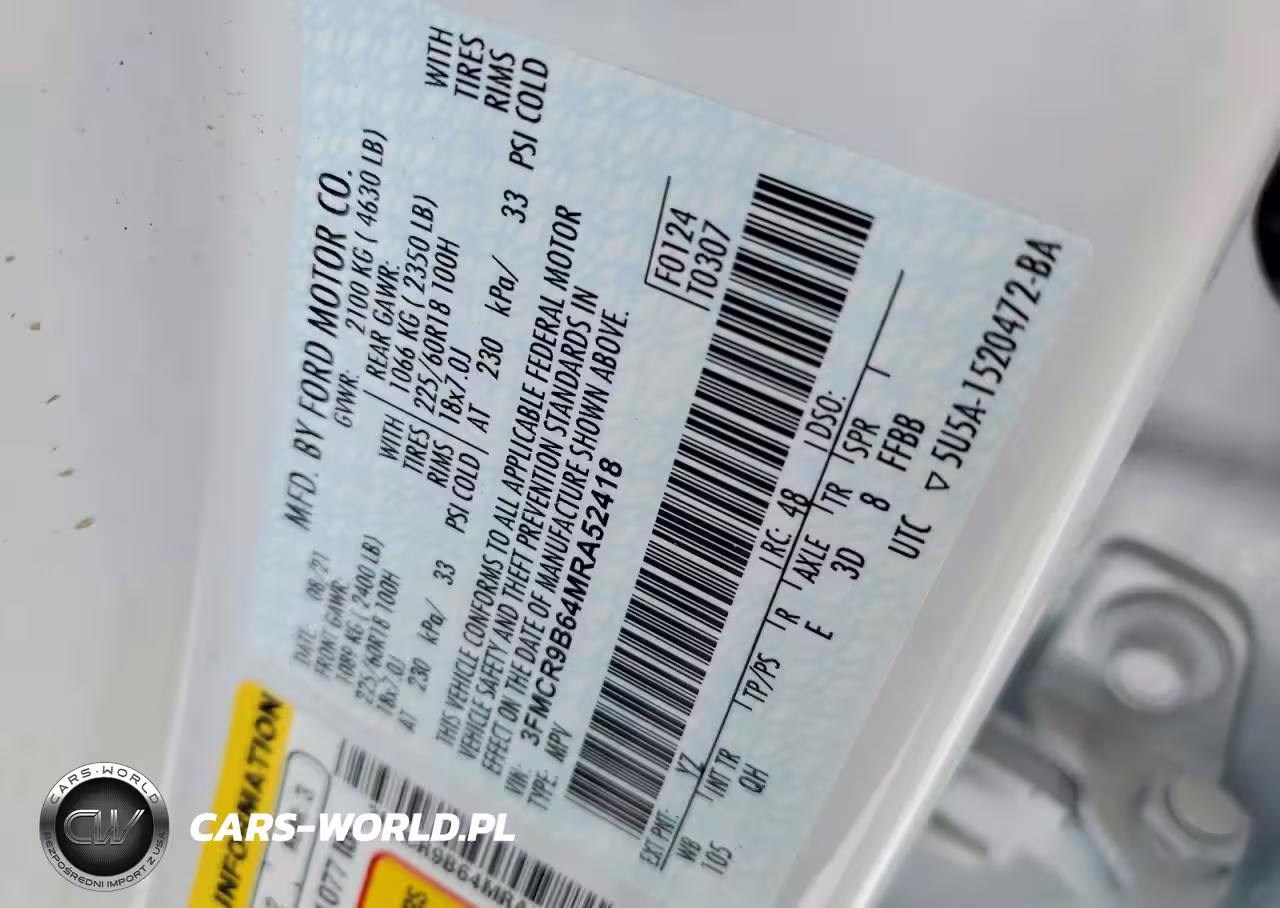 MFD. BY FORD MOTOR CO.
DATE: 08/21 GVWR: 2100 KG ( 4630 LB)
FRONT GAWR: REAR GAWR:
KG ( 2400 LB) WITH 1066 KG ( 2350 LB) WITH
225/60R18 100H TIRES 225/60R18 100H TIRES
18x7.0J RIMS 18x7.0J RIMS
AT 230 kPa/ 33 PSI COLD AT 230 kPa/ 33 PSI COLD
THIS VEHICLE CONFORMS TO ALL APPLICABLE FEDERAL MOTOR
VEHICLE SAFETY AND THEFT PREVENTION STANDARDS IN
EFFECT ON THE DATE OF MANUFACTURE SHOWN ABOVE.
VIN: 3FMCR9B64MRA52418
TYPE: MPV
F0124
T0307
EXT PNT: YZ RC: 48 DSO:
WB INT TR TP/PS R AXLE TR SPR
105 QH E 3D 8 FFBB
UTC ▽ 5U5A-1520472-BA
INFORMATION
CARS-WORLD
CW
BEZPOŚREDNI IMPORT Z USA
CARS-WORLD.PL